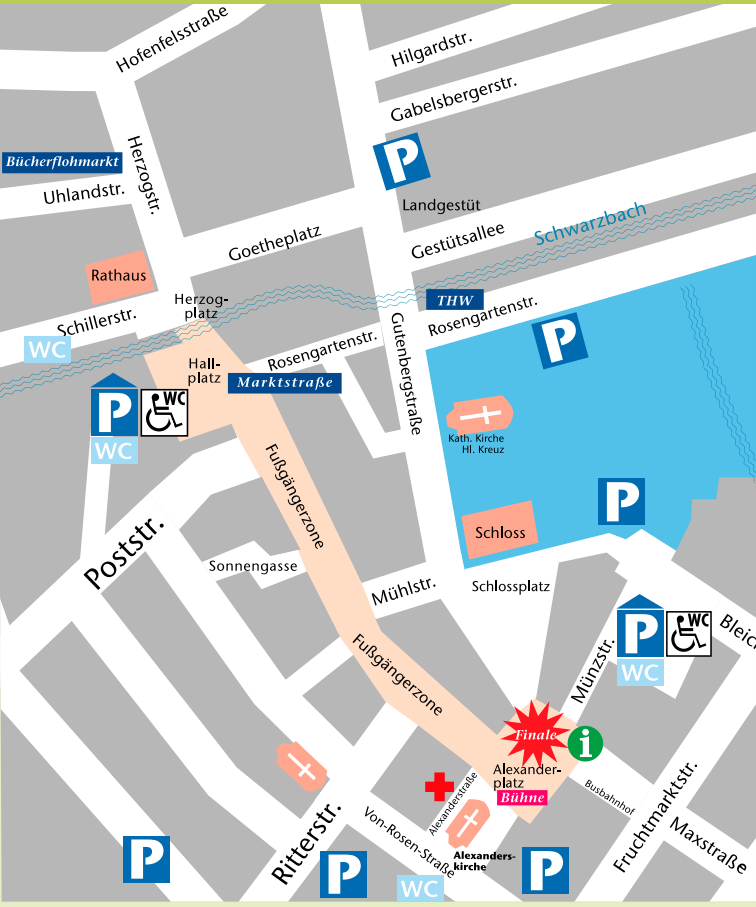 Hofenfelsstraße
Hilgardstr.
Gabelsbergerstr.
Bücherflohmarkt
Herzogstr.
P
Uhlandstr.
Landgestüt
Goetheplatz
Gestütsallee
Schwarzbach
Rathaus
Herzog-
platz
THW
Schillerstr.
Rosengartenstr.
WC
Rosengartenstr.
P
Gutenbergstraße
Hall-
platz
Marktstraße
P
WC
WC
Kath. Kirche
Hl. Kreuz
Fußgängerzone
P
Poststr.
Schloss
Sonnengasse
Mühlstr.
Schlossplatz
P
WC
WC
Bleic
Münzstr.
Fußgängerzone
Finale
i
Alexander-
platz
Bühne
Busbahnhof
Alexanderstraße
Fruchtmarktstr.
Maxstraße
Ritterstr.
Von-Rosen-Straße
Alexanders-
kirche
P
P
WC
P